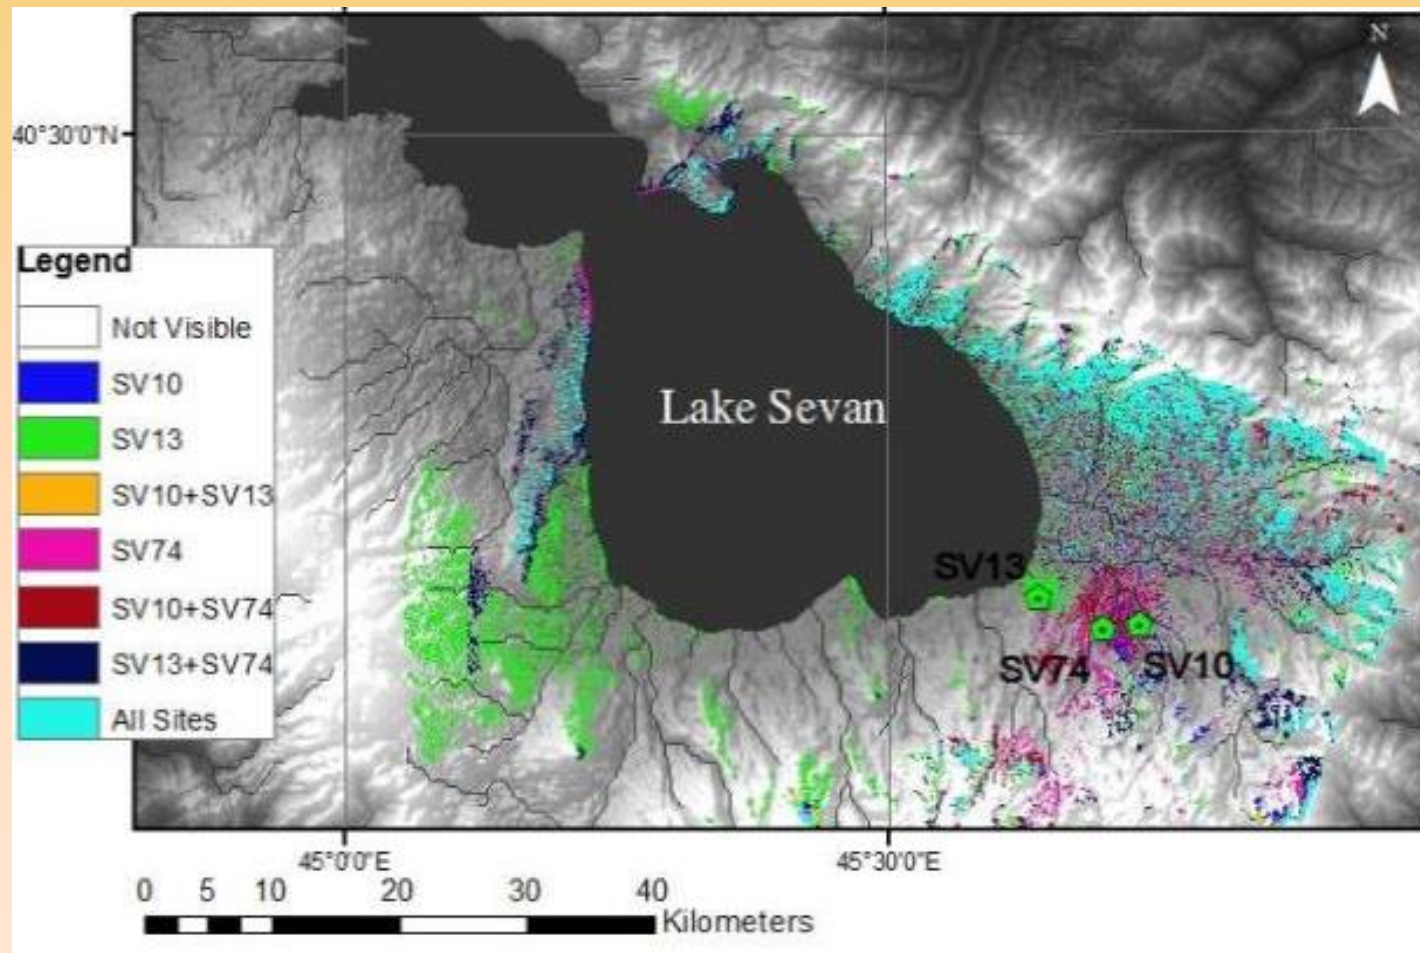 N
40°30'0"N
Legend
Not Visible
SV10
SV13
SV10+SV13
SV74
SV10+SV74
SV13+SV74
All Sites
Lake Sevan
SV13
SV74
SV10
45°0'0"E
45°30'0"E
0 5 10 20 30 40
Kilometers